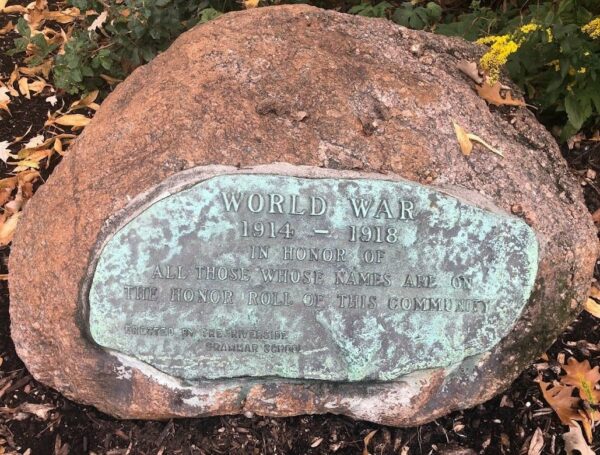 WORLD WAR
1914 – 1918
IN HONOR OF
ALL THOSE WHOSE NAMES ARE ON
THE HONOR ROLL OF THIS COMMUNITY
ERECTED BY THE RIVERSIDE
GRAMMAR SCHOOL